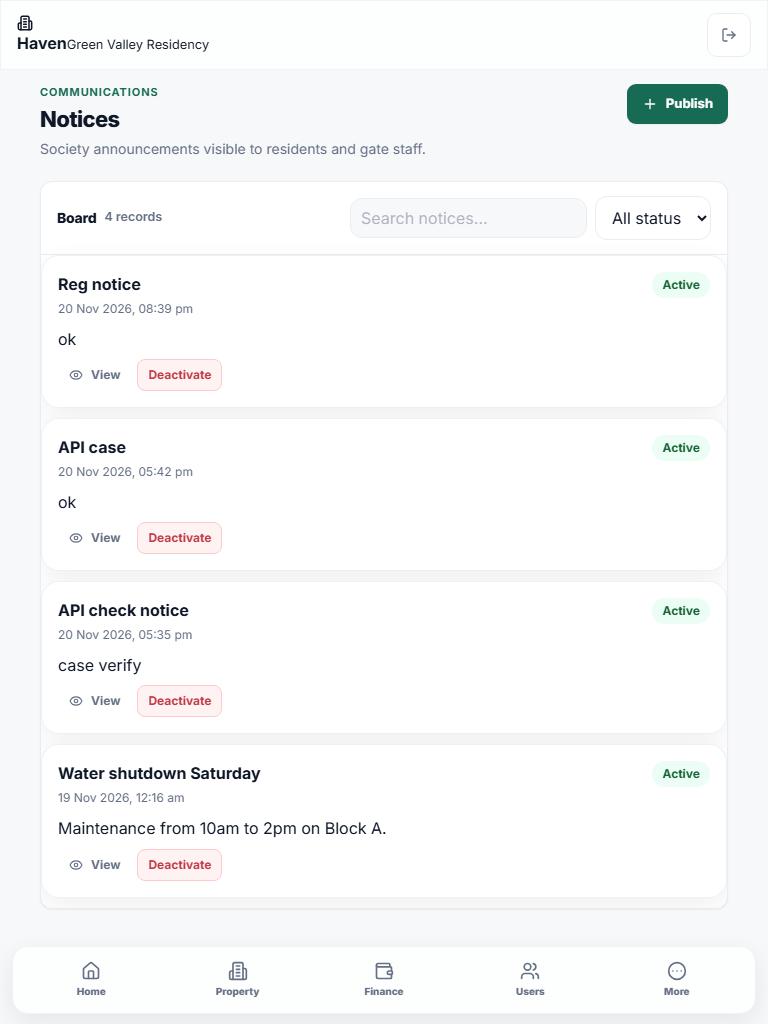 HavenGreen Valley Residency
COMMUNICATIONS
Notices
Publish
Society announcements visible to residents and gate staff.
Board 4 records
Search notices...
All status
Reg notice
Active
20 Nov 2026, 08:39 pm
ok
View Deactivate
API case
Active
20 Nov 2026, 05:42 pm
ok
View Deactivate
API check notice
Active
20 Nov 2026, 05:35 pm
case verify
View Deactivate
Water shutdown Saturday
Active
19 Nov 2026, 12:16 am
Maintenance from 10am to 2pm on Block A.
View Deactivate
Home Property Finance Users More